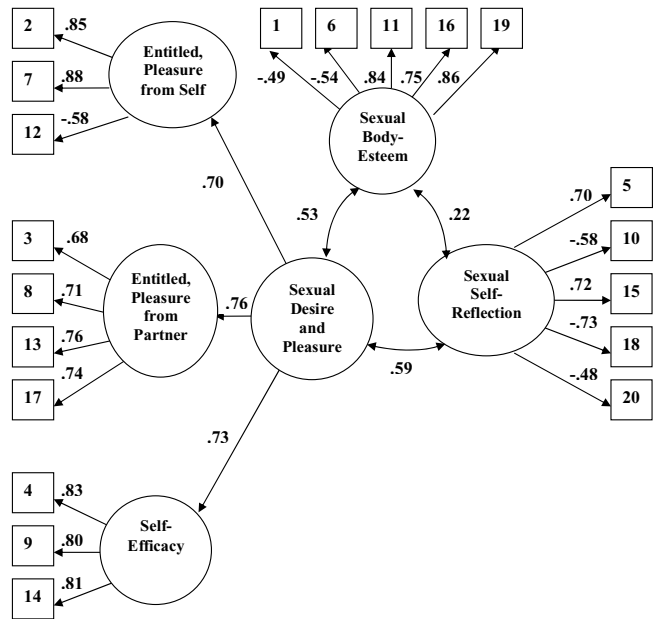 2
.85
7
.88
12
-.58
Entitled,
Pleasure
from Self
1
6
11
16
19
-.49
-.54
.84
.75
.86
Sexual
Body-
Esteem
.70
.53
.22
3
.68
8
.71
13
.76
17
.74
Entitled,
Pleasure
from
Partner
.76
Sexual
Desire
and
Pleasure
.59
Sexual
Self-
Reflection
.70
5
-.58
10
.72
15
-.73
18
-.48
20
.73
4
.83
9
.80
14
.81
Self-
Efficacy